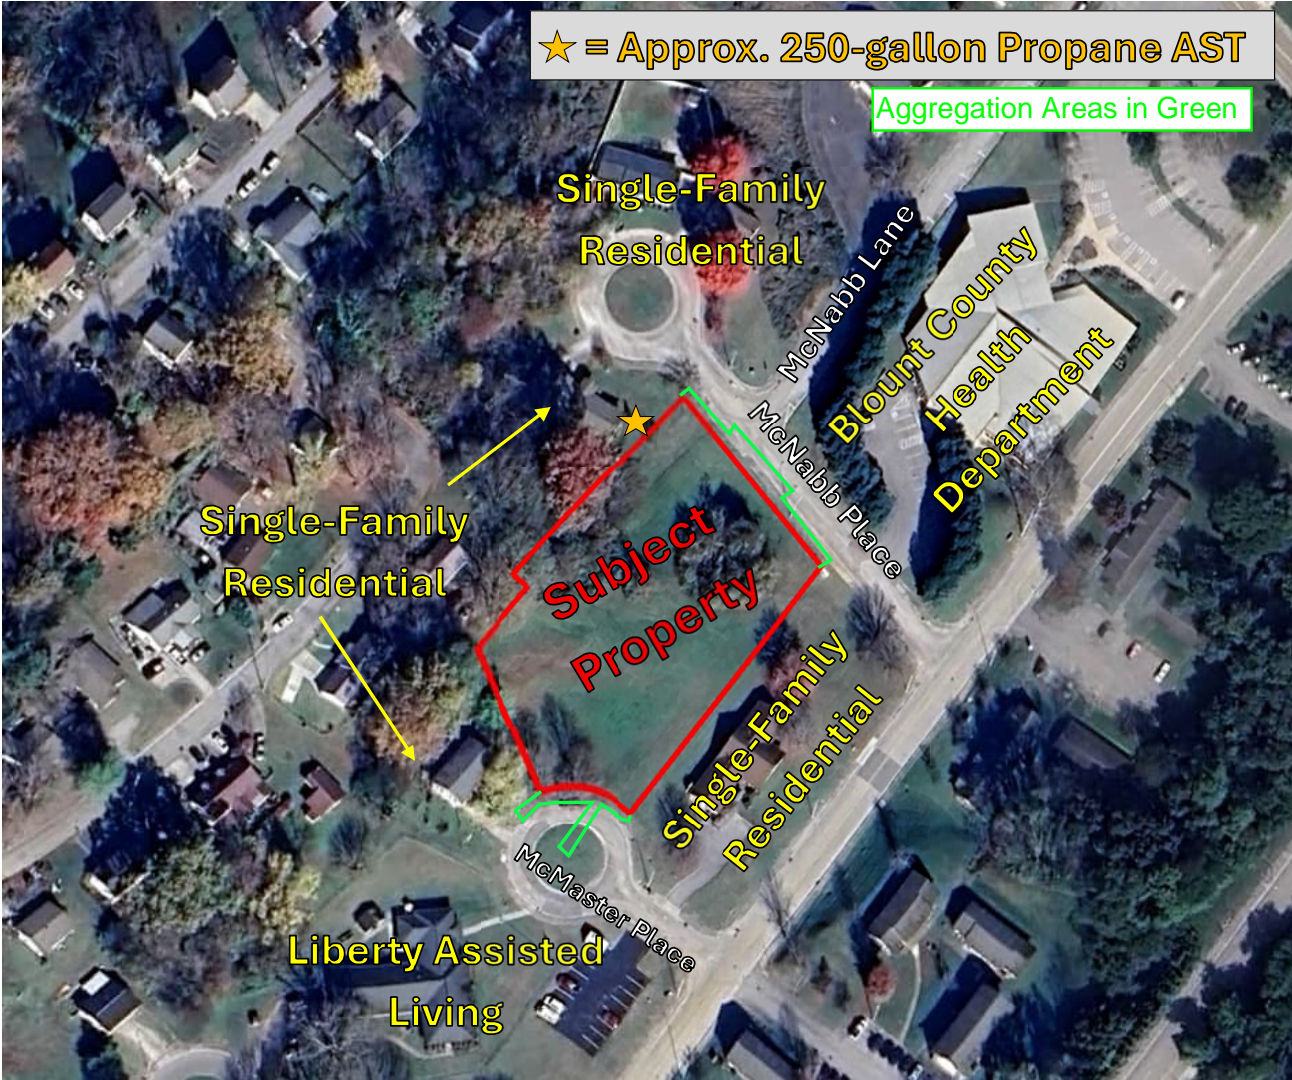 = Approx. 250-gallon Propane AST
Aggregation Areas in Green
Single-Family
Residential
McNabb Lane
Blount County
Health
Department
McNabb Place
Single-Family
Residential
Subject
Property
Single-Family
Residential
McMaster Place
Liberty Assisted
Living